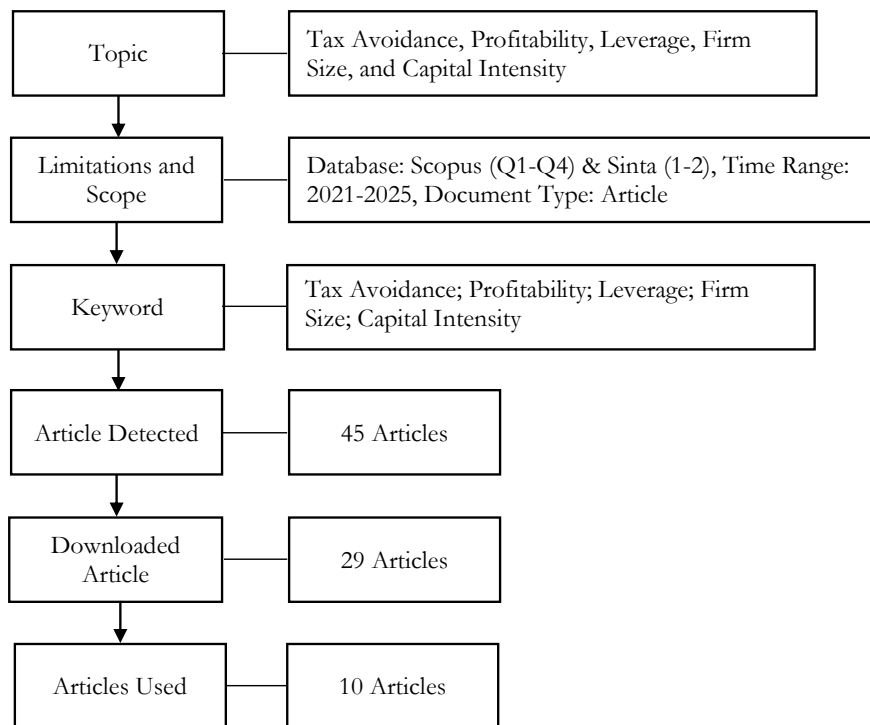 Topic
Tax Avoidance, Profitability, Leverage, Firm
Size, and Capital Intensity
Limitations and
Scope
Database: Scopus (Q1-Q4) & Sinta (1-2), Time Range:
2021-2025, Document Type: Article
Keyword
Tax Avoidance; Profitability; Leverage; Firm
Size; Capital Intensity
Article Detected
45 Articles
Downloaded
Article
29 Articles
Articles Used
10 Articles